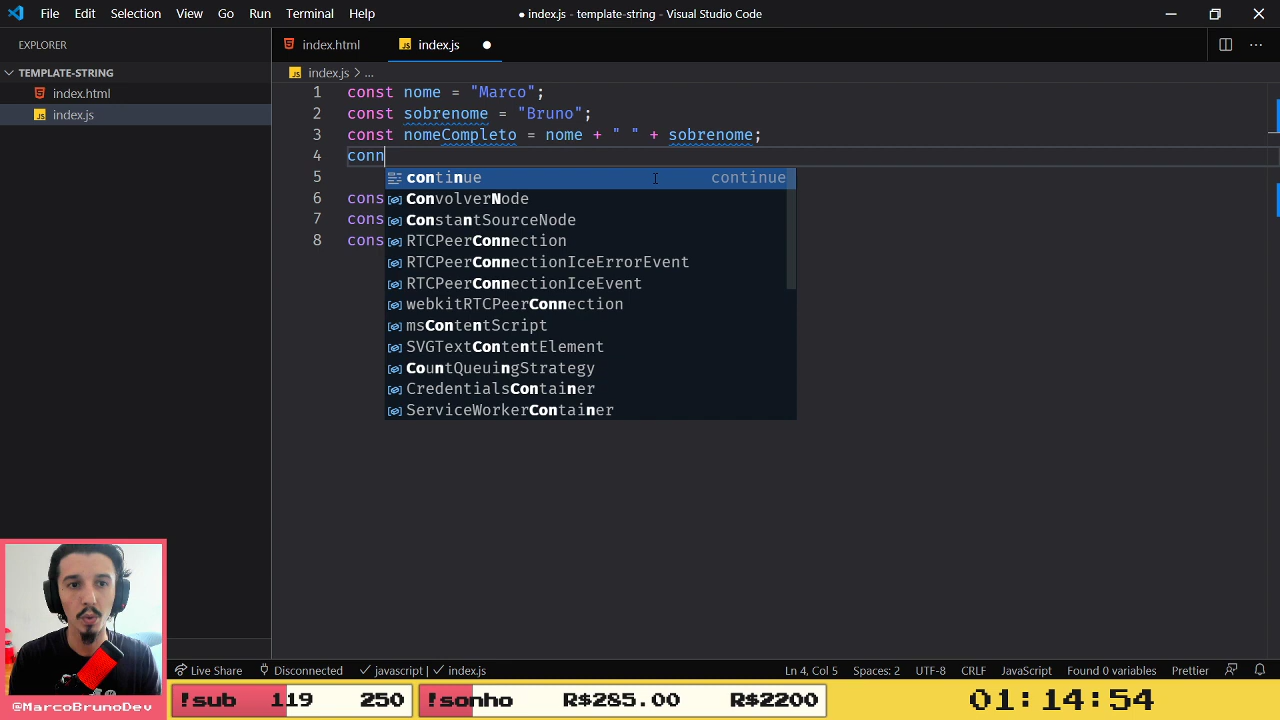 File Edit Selection View Go Run Terminal Help
● index.js - template-string - Visual Studio Code
EXPLORER
TEMPLATE-STRING
index.html
index.js
index.html
JS index.js
JS index.js > ...
1 const nome = "Marco";
2 const sobrenome = "Bruno";
3 const nomeCompleto = nome + " " + sobrenome;
4 conn
5
6 cons
7 cons
8 cons
continue continue
ConvolverNode
ConstantSourceNode
RTCPeerConnection
RTCPeerConnectionIceErrorEvent
RTCPeerConnectionIceEvent
webkitRTCPeerConnection
msContentScript
SVGTextContentElement
CountQueuingStrategy
CredentialsContainer
ServiceWorkerContainer
@MarcoBrunoDev
Live Share Disconnected javascript | index.js Ln 4, Col 5 Spaces: 2 UTF-8 CRLF JavaScript Found 0 variables Prettier
!sub 119 250 !sonho R$285.00 R$2200 01:14:54